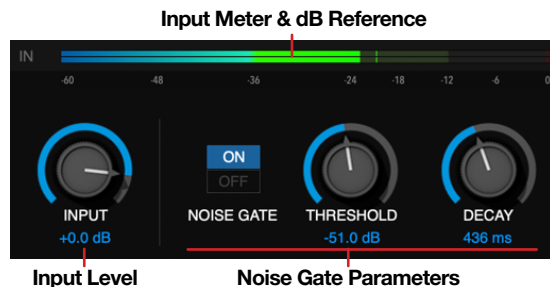 Input Meter & dB Reference
IN
-60 -48 -36 -24 -18 -12 -6 0
ON
OFF
INPUT NOISE GATE THRESHOLD DECAY
+0.0 dB -51.0 dB 436 ms
Input Level Noise Gate Parameters